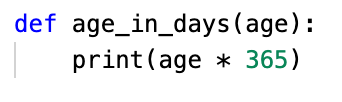 def age_in_days(age):
    print(age * 365)